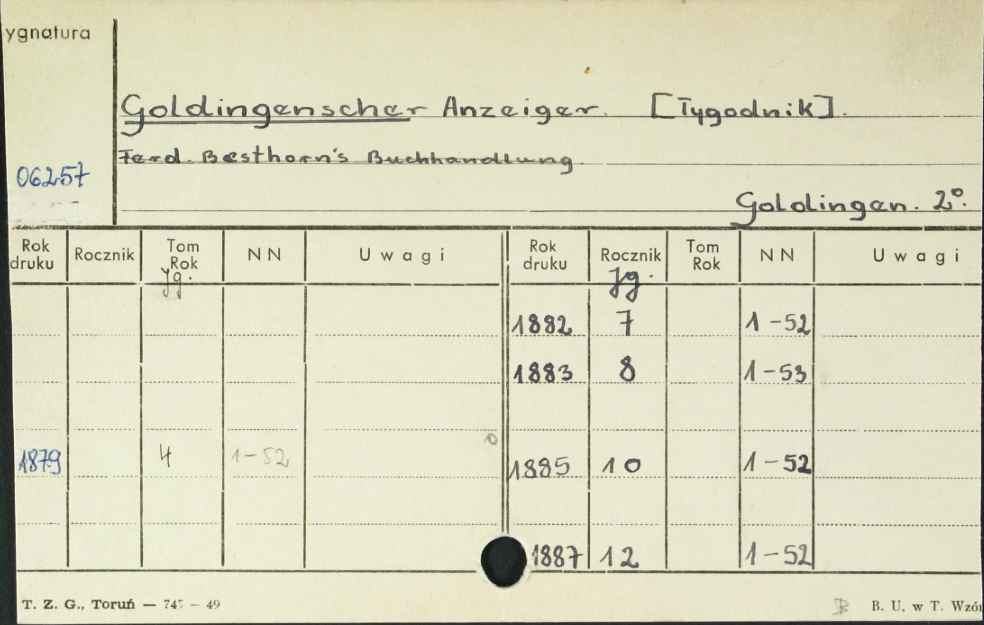 ygnatura
Goldingenscher Anzeiger. [Tygodnik].
Ferd. Besthorn's Buchhandlung.
06257
Goldingen. 2°.
Rok druku Rocznik Tom Rok NN Uwagi Rok druku Rocznik Tom Rok NN Uwagi
Jg. Jg.
1882 7 1-52
1883 8 1-53
1879 4 1-52 1885 10 1-52
1887 12 1-52
T. Z. G., Toruń — 745 — 49 B. U. w T. Wzór